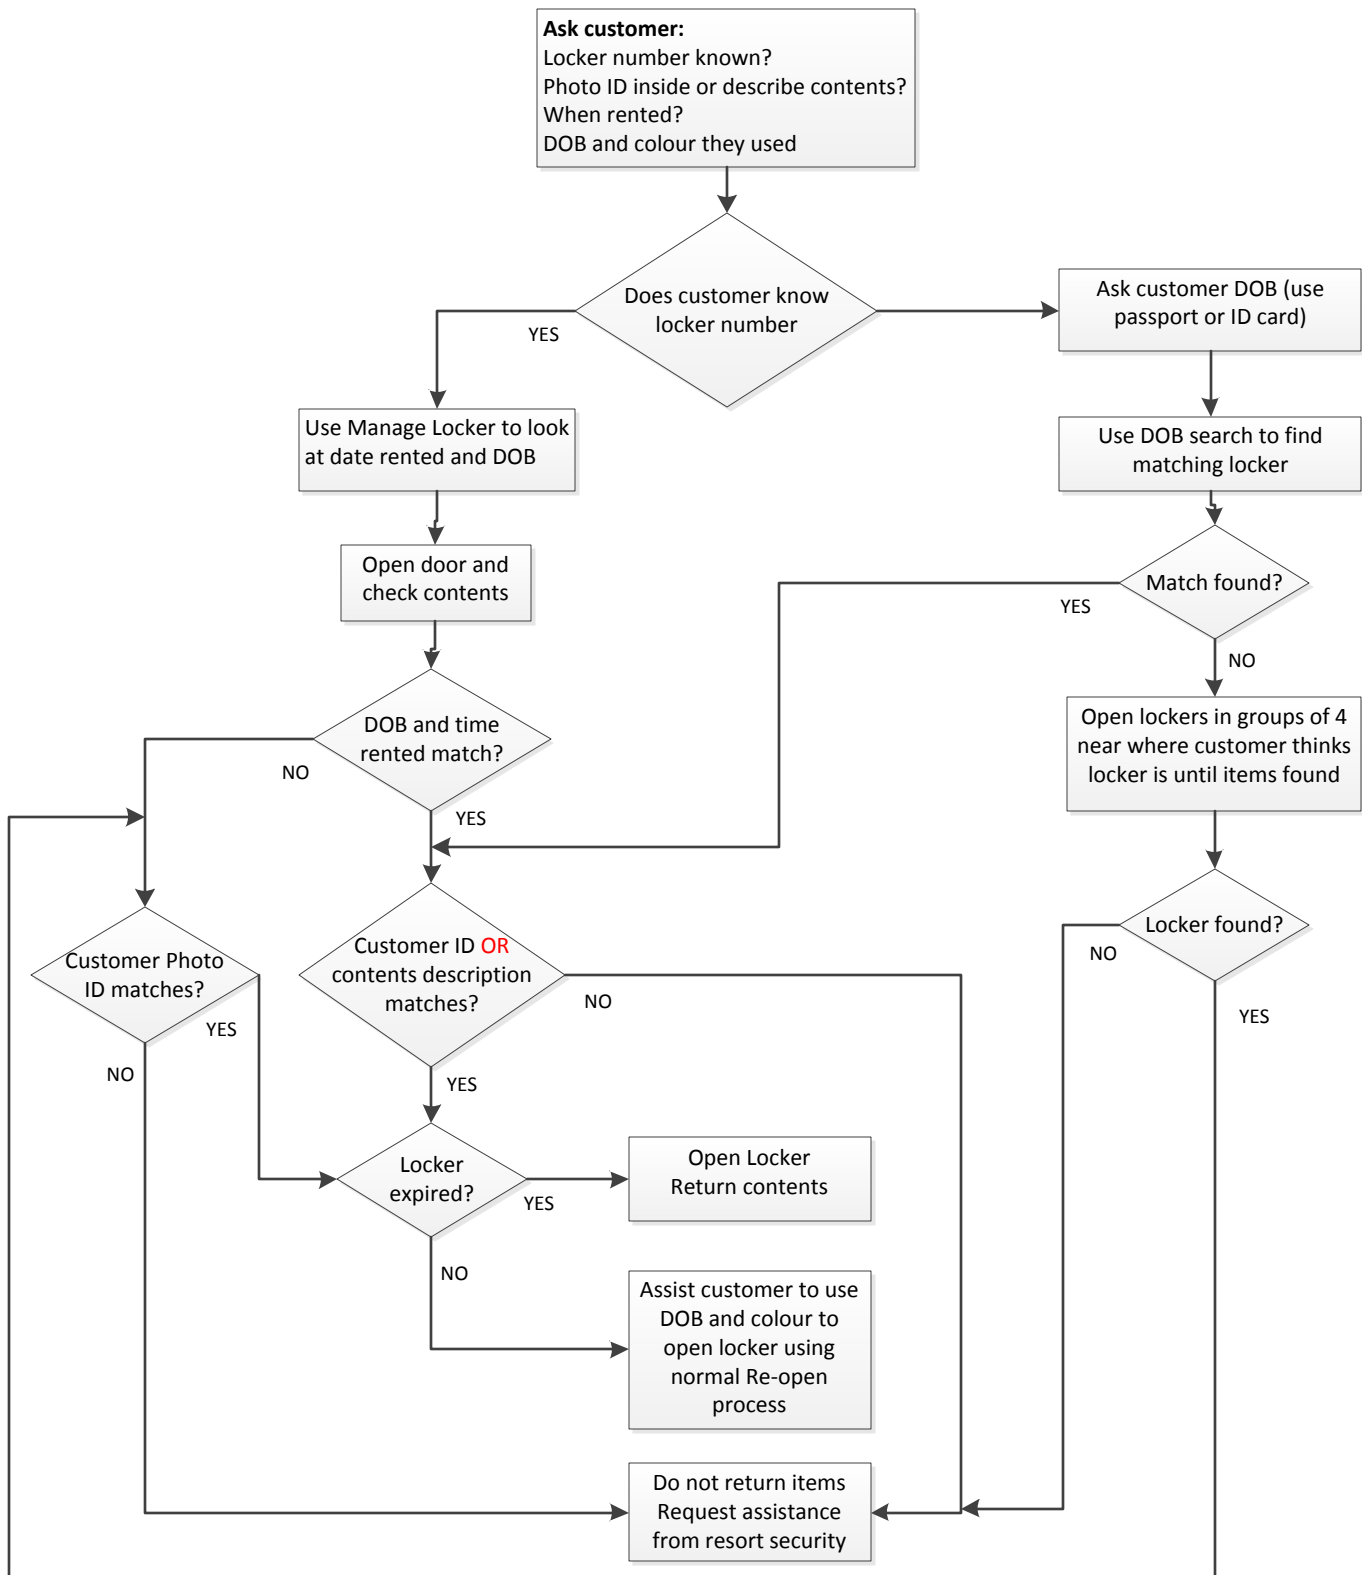 Ask customer:
Locker number known?
Photo ID inside or describe contents?
When rented?
DOB and colour they used
Does customer know
locker number
YES
Ask customer DOB (use
passport or ID card)
Use Manage Locker to look
at date rented and DOB
Use DOB search to find
matching locker
Open door and
check contents
Match found?
YES
NO
DOB and time
rented match?
NO
YES
Open lockers in groups of 4
near where customer thinks
locker is until items found
Customer Photo
ID matches?
YES
NO
Customer ID OR
contents description
matches?
NO
YES
Locker found?
NO
YES
Locker
expired?
YES
NO
Open Locker
Return contents
Assist customer to use
DOB and colour to
open locker using
normal Re-open
process
Do not return items
Request assistance
from resort security